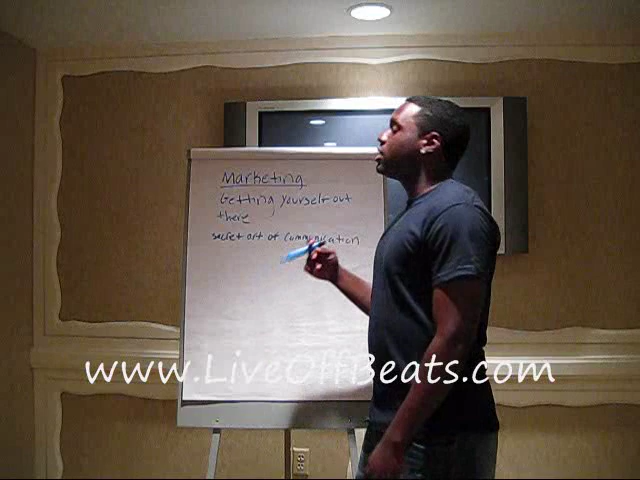 Marketing
Getting yourself out
there
secret art of Communication
www.LiveOffBeats.com